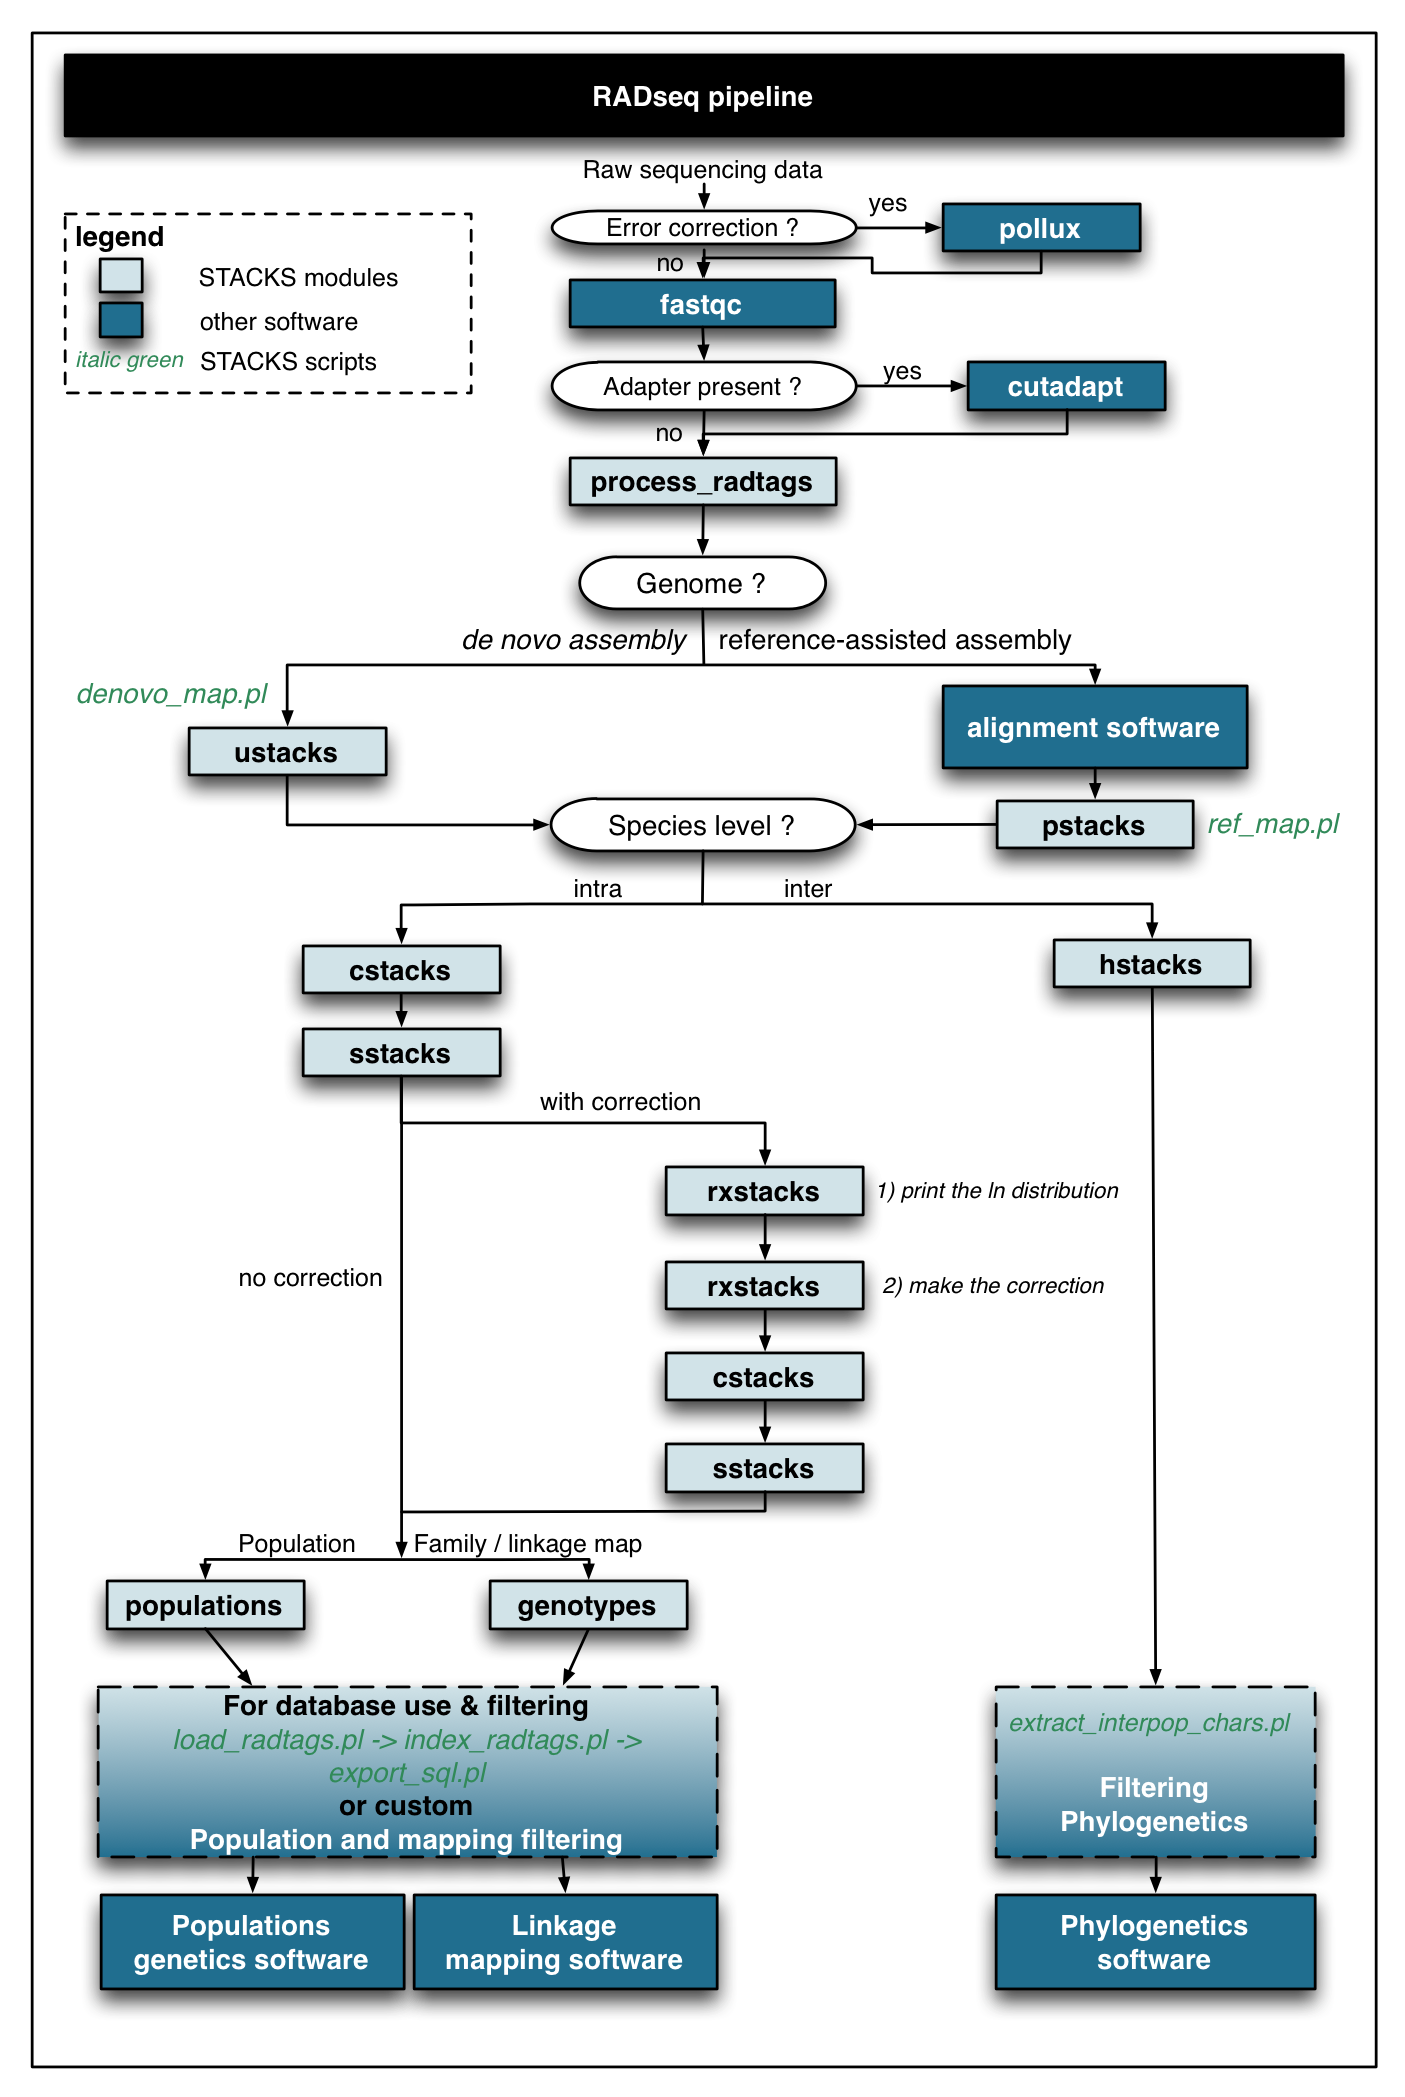 RADseq pipeline
Raw sequencing data
Error correction ?
yes
pollux
no
fastqc
legend
STACKS modules
other software
italic green STACKS scripts
Adapter present ?
yes
cutadapt
no
process_radtags
Genome ?
de novo assembly
reference-assisted assembly
denovo_map.pl
ustacks
alignment software
Species level ?
pstacks
ref_map.pl
intra
inter
cstacks
hstacks
sstacks
with correction
rxstacks
1) print the ln distribution
no correction
rxstacks
2) make the correction
cstacks
sstacks
Population
Family / linkage map
populations
genotypes
For database use & filtering
load_radtags.pl -> index_radtags.pl ->
export_sql.pl
or custom
Population and mapping filtering
extract_interpop_chars.pl
Filtering
Phylogenetics
Populations
genetics software
Linkage
mapping software
Phylogenetics
software